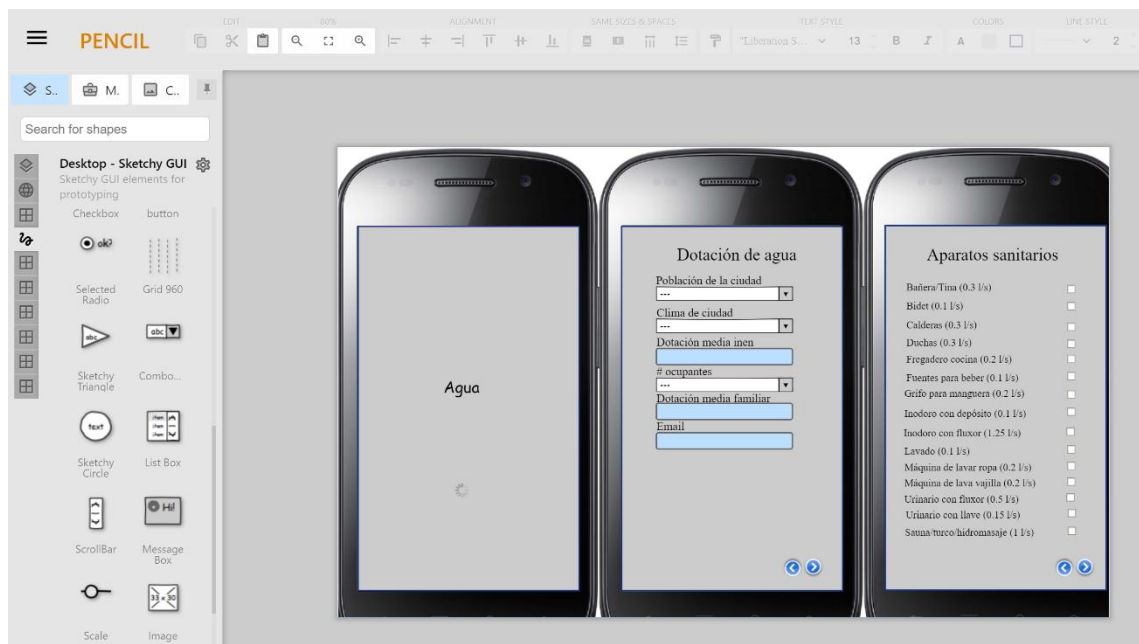 EDIT 80% ALIGNMENT SAME SIZES & SPACES TEXT STYLE COLORS LINE STYLE
PENCIL "Liberation S... 13 B I A 2
S.. M. C..
Search for shapes
Desktop - Sketchy GUI
Sketchy GUI elements for
prototyping
Checkbox button
ok?
Selected Radio
Grid 960
abc
abc
Sketchy Triangle
Combo...
text
Item
Item
Item
Sketchy Circle
List Box
Hi!
ScrollBar
Message Box
33 × 30
Scale Image
Agua
Dotación de agua
Población de la ciudad
---
Clima de ciudad
---
Dotación media inen
# ocupantes
---
Dotación media familiar
Email
Aparatos sanitarios
Bañera/Tina (0.3 l/s)
Bidet (0.1 l/s)
Calderas (0.3 l/s)
Duchas (0.3 l/s)
Fregadero cocina (0.2 l/s)
Fuentes para beber (0.1 l/s)
Grifo para manguera (0.2 l/s)
Inodoro con depósito (0.1 l/s)
Inodoro con fluxor (1.25 l/s)
Lavado (0.1 l/s)
Máquina de lavar ropa (0.2 l/s)
Máquina de lava vajilla (0.2 l/s)
Urinario con fluxor (0.5 l/s)
Urinario con llave (0.15 l/s)
Sauna/turco/hidromasaje (1 l/s)